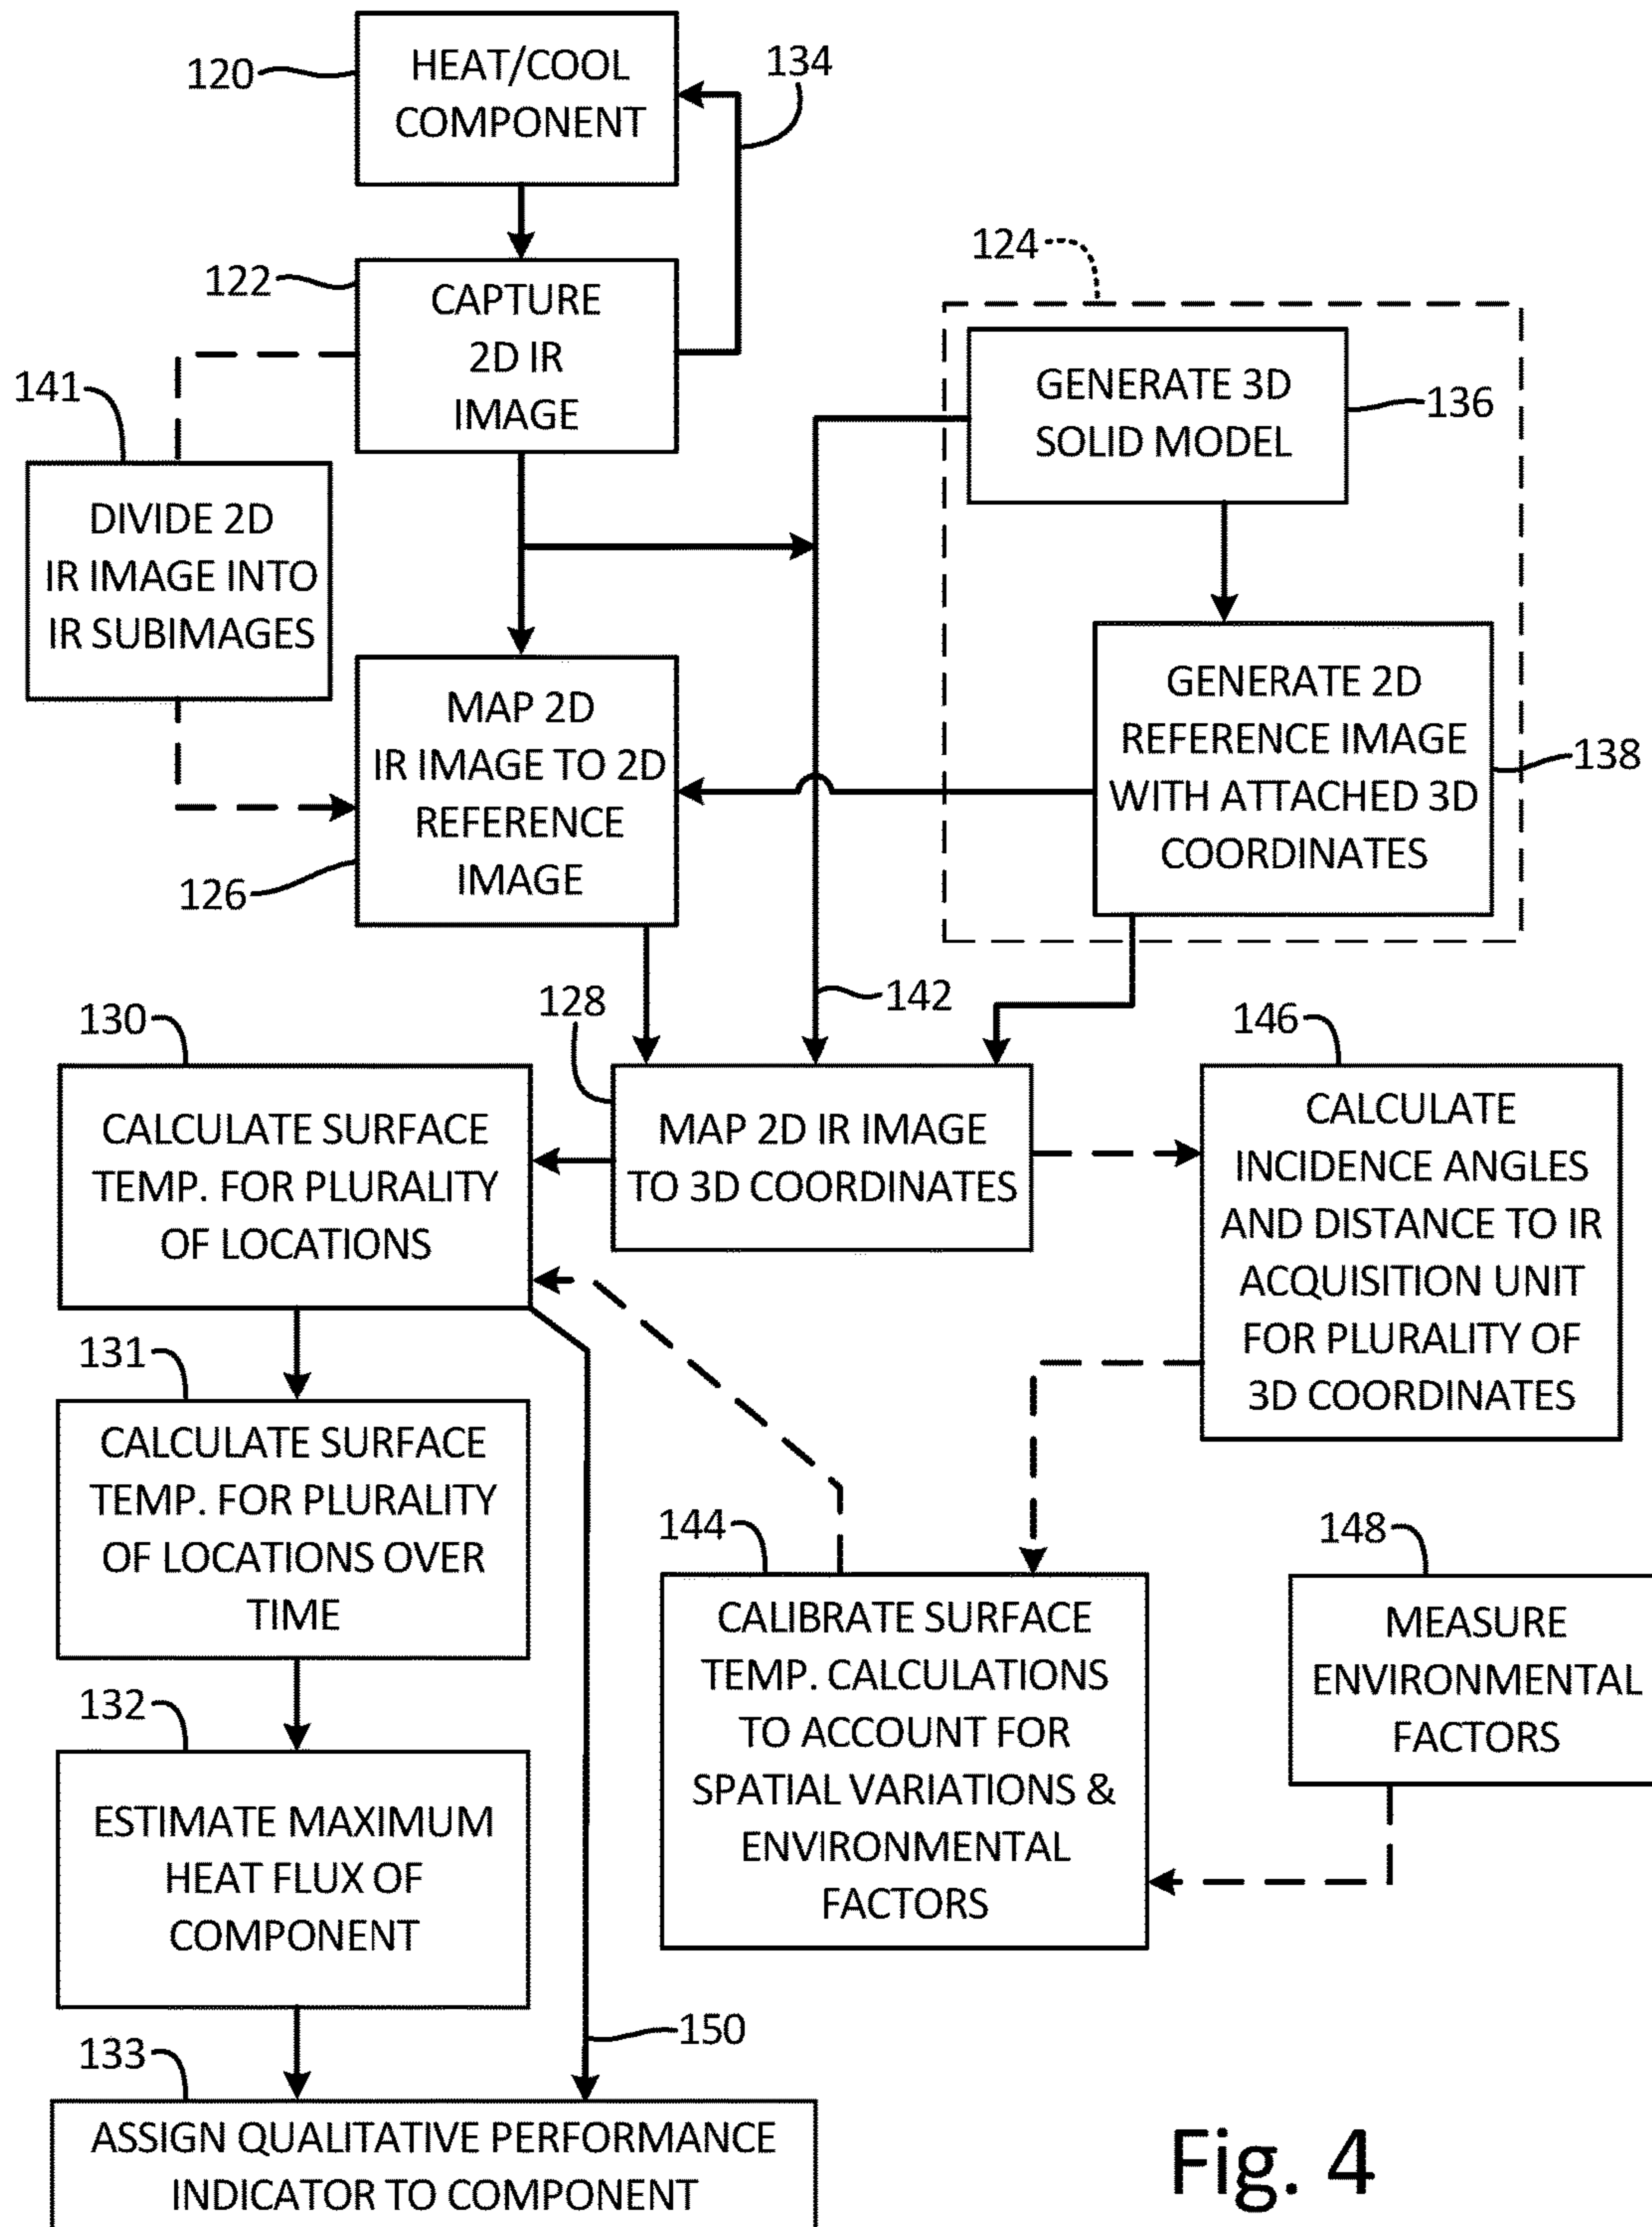 120
HEAT/COOL
COMPONENT
134
122
CAPTURE
2D IR
IMAGE
124
GENERATE 3D
SOLID MODEL
136
141
DIVIDE 2D
IR IMAGE INTO
IR SUBIMAGES
MAP 2D
IR IMAGE TO 2D
REFERENCE
IMAGE
126
GENERATE 2D
REFERENCE IMAGE
WITH ATTACHED 3D
COORDINATES
138
142
128
MAP 2D IR IMAGE
TO 3D COORDINATES
130
CALCULATE SURFACE
TEMP. FOR PLURALITY
OF LOCATIONS
146
CALCULATE
INCIDENCE ANGLES
AND DISTANCE TO IR
ACQUISITION UNIT
FOR PLURALITY OF
3D COORDINATES
131
CALCULATE SURFACE
TEMP. FOR PLURALITY
OF LOCATIONS OVER
TIME
144
CALIBRATE SURFACE
TEMP. CALCULATIONS
TO ACCOUNT FOR
SPATIAL VARIATIONS &
ENVIRONMENTAL
FACTORS
148
MEASURE
ENVIRONMENTAL
FACTORS
132
ESTIMATE MAXIMUM
HEAT FLUX OF
COMPONENT
150
133
ASSIGN QUALITATIVE PERFORMANCE
INDICATOR TO COMPONENT
Fig. 4